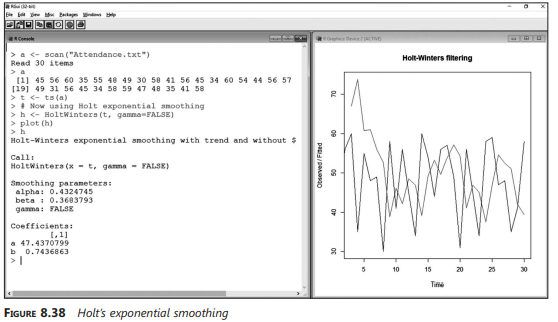 RGui (32-bit)
File Edit View Misc Packages Windows Help
R Console
> a <- scan("Attendance.txt")
Read 30 items
> a
[1] 45 56 60 35 55 48 49 30 58 41 56 45 34 60 54 44 56 57
[19] 49 31 56 45 34 58 59 47 48 35 41 58
> t <- ts(a)
> # Now using Holt exponential smoothing
> h <- HoltWinters(t, gamma=FALSE)
> plot(h)
> h
Holt-Winters exponential smoothing with trend and without $
Call:
HoltWinters(x = t, gamma = FALSE)
Smoothing parameters:
alpha: 0.4324745
beta : 0.3683793
gamma: FALSE
Coefficients:
[,1]
a 47.4370799
b 0.7436863
>
R Graphics: Device 2 (ACTIVE)
Holt-Winters filtering
Observed / Fitted
70
60
50
40
30
5 10 15 20 25 30
Time
FIGURE 8.38 Holt's exponential smoothing